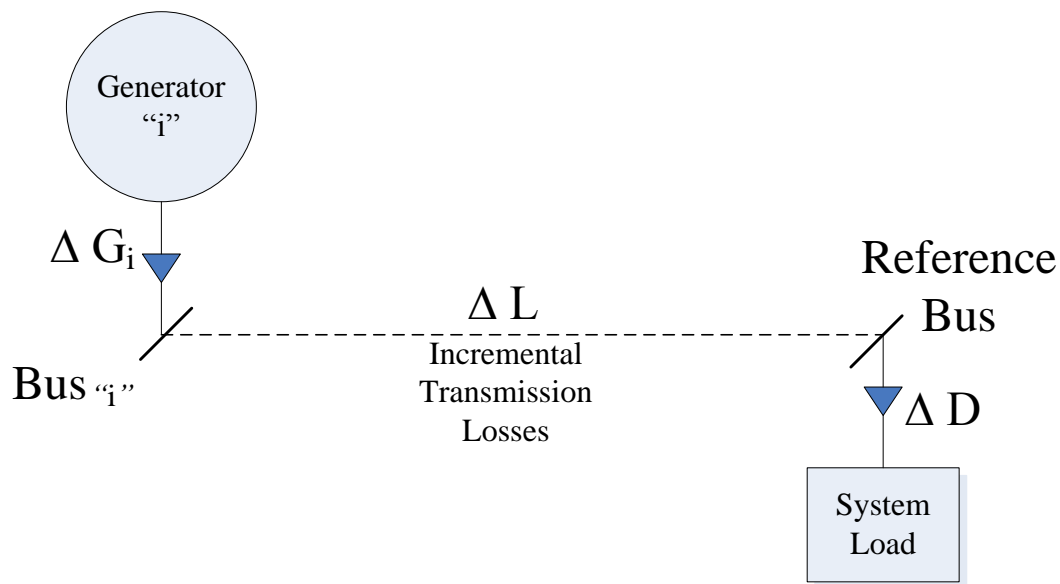 Generator
“i”
Δ Gi
Reference
Bus
Δ L
Incremental
Transmission
Losses
Bus “i”
Δ D
System
Load